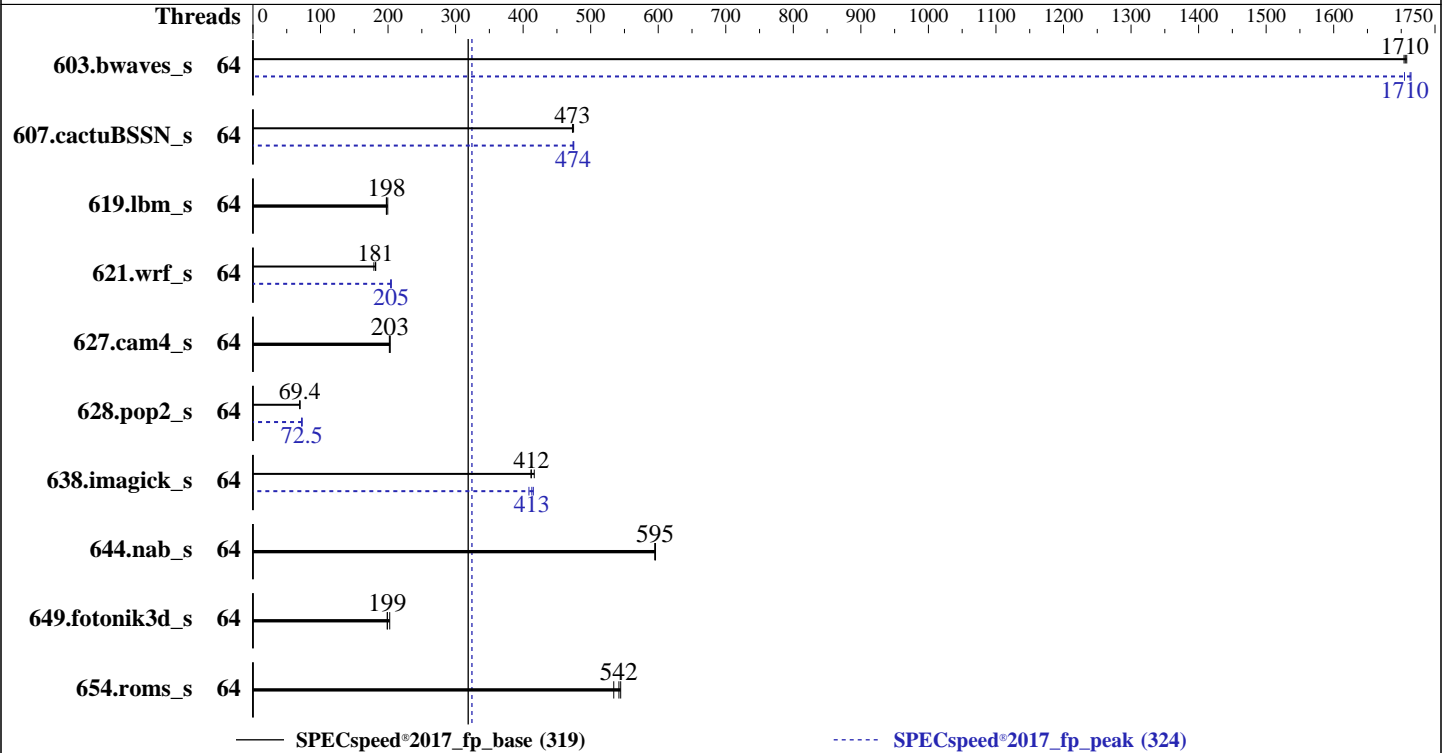 Threads 0 100 200 300 400 500 600 700 800 900 1000 1100 1200 1300 1400 1500 1600 1750
603.bwaves_s 64 1710
1710
607.cactuBSSN_s 64 473
474
619.lbm_s 64 198
621.wrf_s 64 181
205
627.cam4_s 64 203
628.pop2_s 64 69.4
72.5
638.imagick_s 64 412
413
644.nab_s 64 595
649.fotonik3d_s 64 199
654.roms_s 64 542
SPECspeed®2017_fp_base (319) SPECspeed®2017_fp_peak (324)